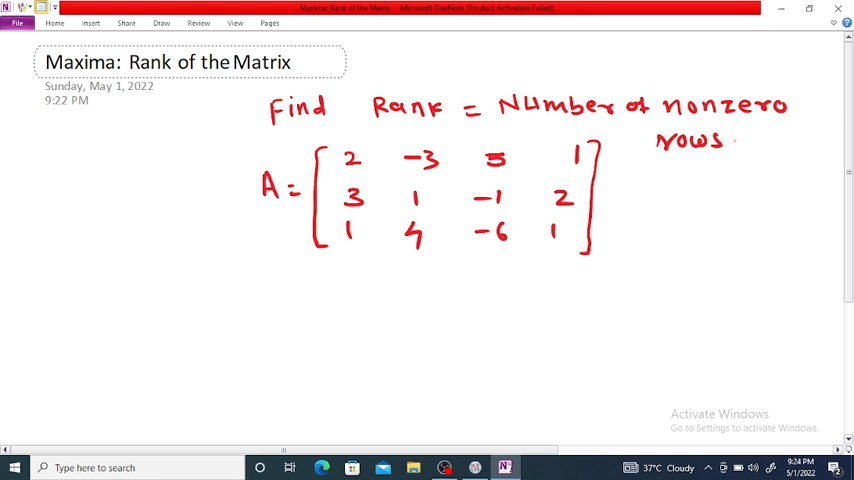 Maxima: Rank of the Matrix -- Microsoft OneNote (Product Activation Failed)
File Home Insert Share Draw Review View Pages
Maxima: Rank of the Matrix
Sunday, May 1, 2022
9:22 PM
Find Rank = Number of nonzero
rows
A = [ 2 -3 5 1
3 1 -1 2
1 4 -6 1 ]
Activate Windows
Go to Settings to activate Windows.
Type here to search
37°C Cloudy
9:24 PM
5/1/2022
2